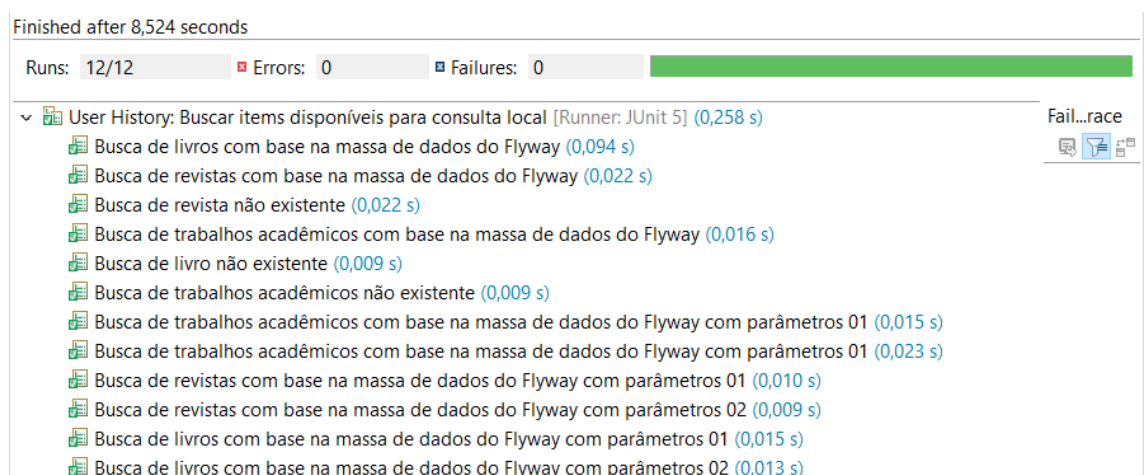 Finished after 8,524 seconds
Runs: 12/12 Errors: 0 Failures: 0
User History: Buscar items disponíveis para consulta local [Runner: JUnit 5] (0,258 s)
Fail...race
Busca de livros com base na massa de dados do Flyway (0,094 s)
Busca de revistas com base na massa de dados do Flyway (0,022 s)
Busca de revista não existente (0,022 s)
Busca de trabalhos acadêmicos com base na massa de dados do Flyway (0,016 s)
Busca de livro não existente (0,009 s)
Busca de trabalhos acadêmicos não existente (0,009 s)
Busca de trabalhos acadêmicos com base na massa de dados do Flyway com parâmetros 01 (0,015 s)
Busca de trabalhos acadêmicos com base na massa de dados do Flyway com parâmetros 01 (0,023 s)
Busca de revistas com base na massa de dados do Flyway com parâmetros 01 (0,010 s)
Busca de revistas com base na massa de dados do Flyway com parâmetros 02 (0,009 s)
Busca de livros com base na massa de dados do Flyway com parâmetros 01 (0,015 s)
Busca de livros com base na massa de dados do Flyway com parâmetros 02 (0,013 s)